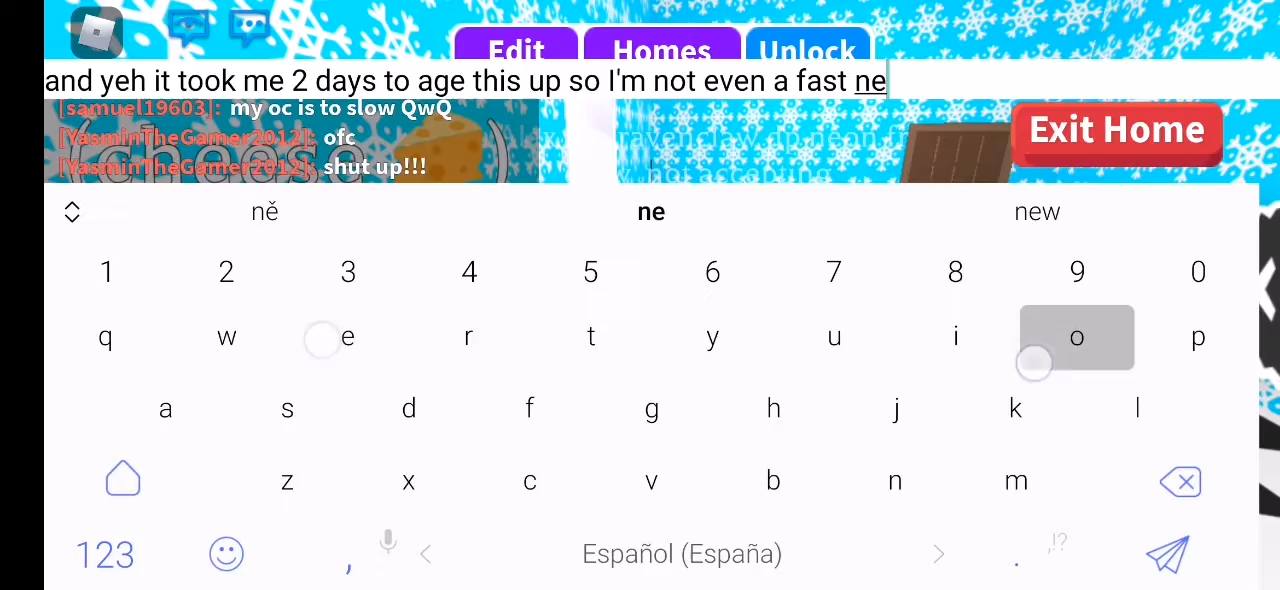 Edit Homes Unlock
and yeh it took me 2 days to age this up so I'm not even a fast ne
[samuel19603]: my oc is to slow QwQ
[YasminTheGamer2012]: ofc
[YasminTheGamer2012]: shut up!!!
(cheese)
Exit Home
ně ne new
1 2 3 4 5 6 7 8 9 0
q w e r t y u i o p
a s d f g h j k l
z x c v b n m
123 , Español (España) . ,!?